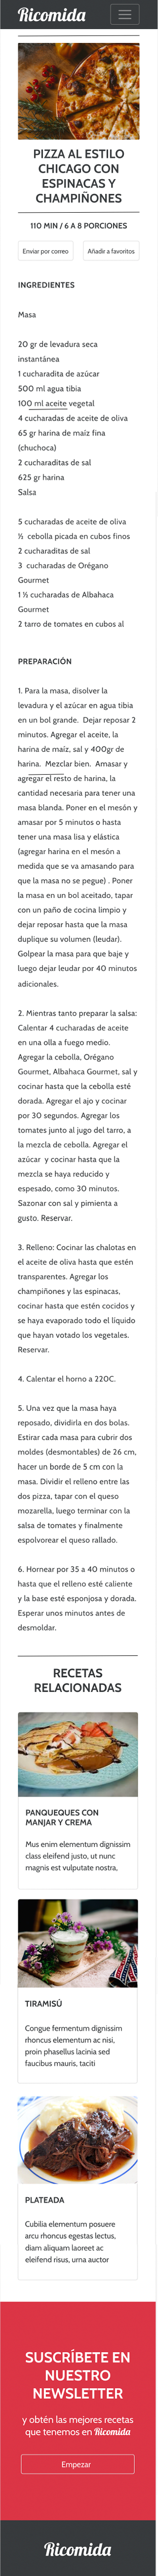 Ricomida
PIZZA AL ESTILO
CHICAGO CON
ESPINACAS Y
CHAMPIÑONES
110 MIN / 6 A 8 PORCIONES
Enviar por correo
Añadir a favoritos
INGREDIENTES
Masa
20 gr de levadura seca
instantánea
1 cucharadita de azúcar
500 ml agua tibia
100 ml aceite vegetal
4 cucharadas de aceite de oliva
65 gr harina de maíz fina
(chuchoca)
2 cucharaditas de sal
625 gr harina
Salsa
5 cucharadas de aceite de oliva
½ cebolla picada en cubos finos
2 cucharaditas de sal
3 cucharadas de Orégano
Gourmet
1 ½ cucharadas de Albahaca
Gourmet
2 tarro de tomates en cubos al
PREPARACIÓN
1. Para la masa, disolver la
levadura y el azúcar en agua tibia
en un bol grande. Dejar reposar 2
minutos. Agregar el aceite, la
harina de maíz, sal y 400gr de
harina. Mezclar bien. Amasar y
agregar el resto de harina, la
cantidad necesaria para tener una
masa blanda. Poner en el mesón y
amasar por 5 minutos o hasta
tener una masa lisa y elástica
(agregar harina en el mesón a
medida que se va amasando para
que la masa no se pegue) . Poner
la masa en un bol aceitado, tapar
con un paño de cocina limpio y
dejar reposar hasta que la masa
duplique su volumen (leudar).
Golpear la masa para que baje y
luego dejar leudar por 40 minutos
adicionales.
2. Mientras tanto preparar la salsa:
Calentar 4 cucharadas de aceite
en una olla a fuego medio.
Agregar la cebolla, Orégano
Gourmet, Albahaca Gourmet, sal y
cocinar hasta que la cebolla esté
dorada. Agregar el ajo y cocinar
por 30 segundos. Agregar los
tomates junto al jugo del tarro, a
la mezcla de cebolla. Agregar el
azúcar y cocinar hasta que la
mezcla se haya reducido y
espesado, como 30 minutos.
Sazonar con sal y pimienta a
gusto. Reservar.
3. Relleno: Cocinar las chalotas en
el aceite de oliva hasta que estén
transparentes. Agregar los
champiñones y las espinacas,
cocinar hasta que estén cocidos y
se haya evaporado todo el líquido
que hayan votado los vegetales.
Reservar.
4. Calentar el horno a 220C.
5. Una vez que la masa haya
reposado, dividirla en dos bolas.
Estirar cada masa para cubrir dos
moldes (desmontables) de 26 cm,
hacer un borde de 5 cm con la
masa. Dividir el relleno entre las
dos pizza, tapar con el queso
mozarella, luego terminar con la
salsa de tomates y finalmente
espolvorear el queso rallado.
6. Hornear por 35 a 40 minutos o
hasta que el relleno esté caliente
y la base esté esponjosa y dorada.
Esperar unos minutos antes de
desmoldar.
RECETAS
RELACIONADAS
PANQUEQUES CON
MANJAR Y CREMA
Mus enim elementum dignissim
class eleifend justo, ut nunc
magnis est vulputate nostra,
TIRAMISÚ
Congue fermentum dignissim
rhoncus elementum ac nisi,
proin phasellus lacinia sed
faucibus mauris, taciti
PLATEADA
Cubilia elementum posuere
arcu rhoncus egestas lectus,
diam aliquam laoreet ac
eleifend risus, urna auctor
SUSCRÍBETE EN
NUESTRO
NEWSLETTER
y obtén las mejores recetas
que tenemos en Ricomida
Empezar
Ricomida